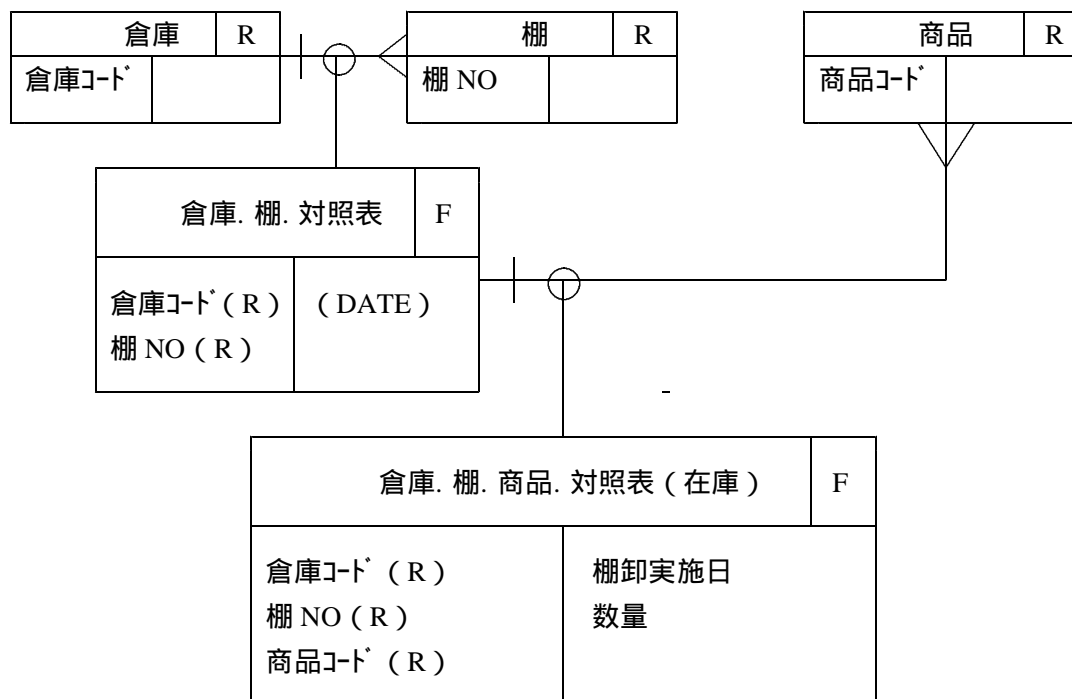 倉庫 R
倉庫ｺｰﾄﾞ
棚 R
棚 NO
商品 R
商品ｺｰﾄﾞ
倉庫. 棚. 対照表 F
倉庫ｺｰﾄﾞ ( R )
棚 NO ( R )
( DATE )
倉庫. 棚. 商品. 対照表 ( 在庫 ) F
倉庫ｺｰﾄﾞ ( R )
棚 NO ( R )
商品ｺｰﾄﾞ ( R )
棚卸実施日
数量